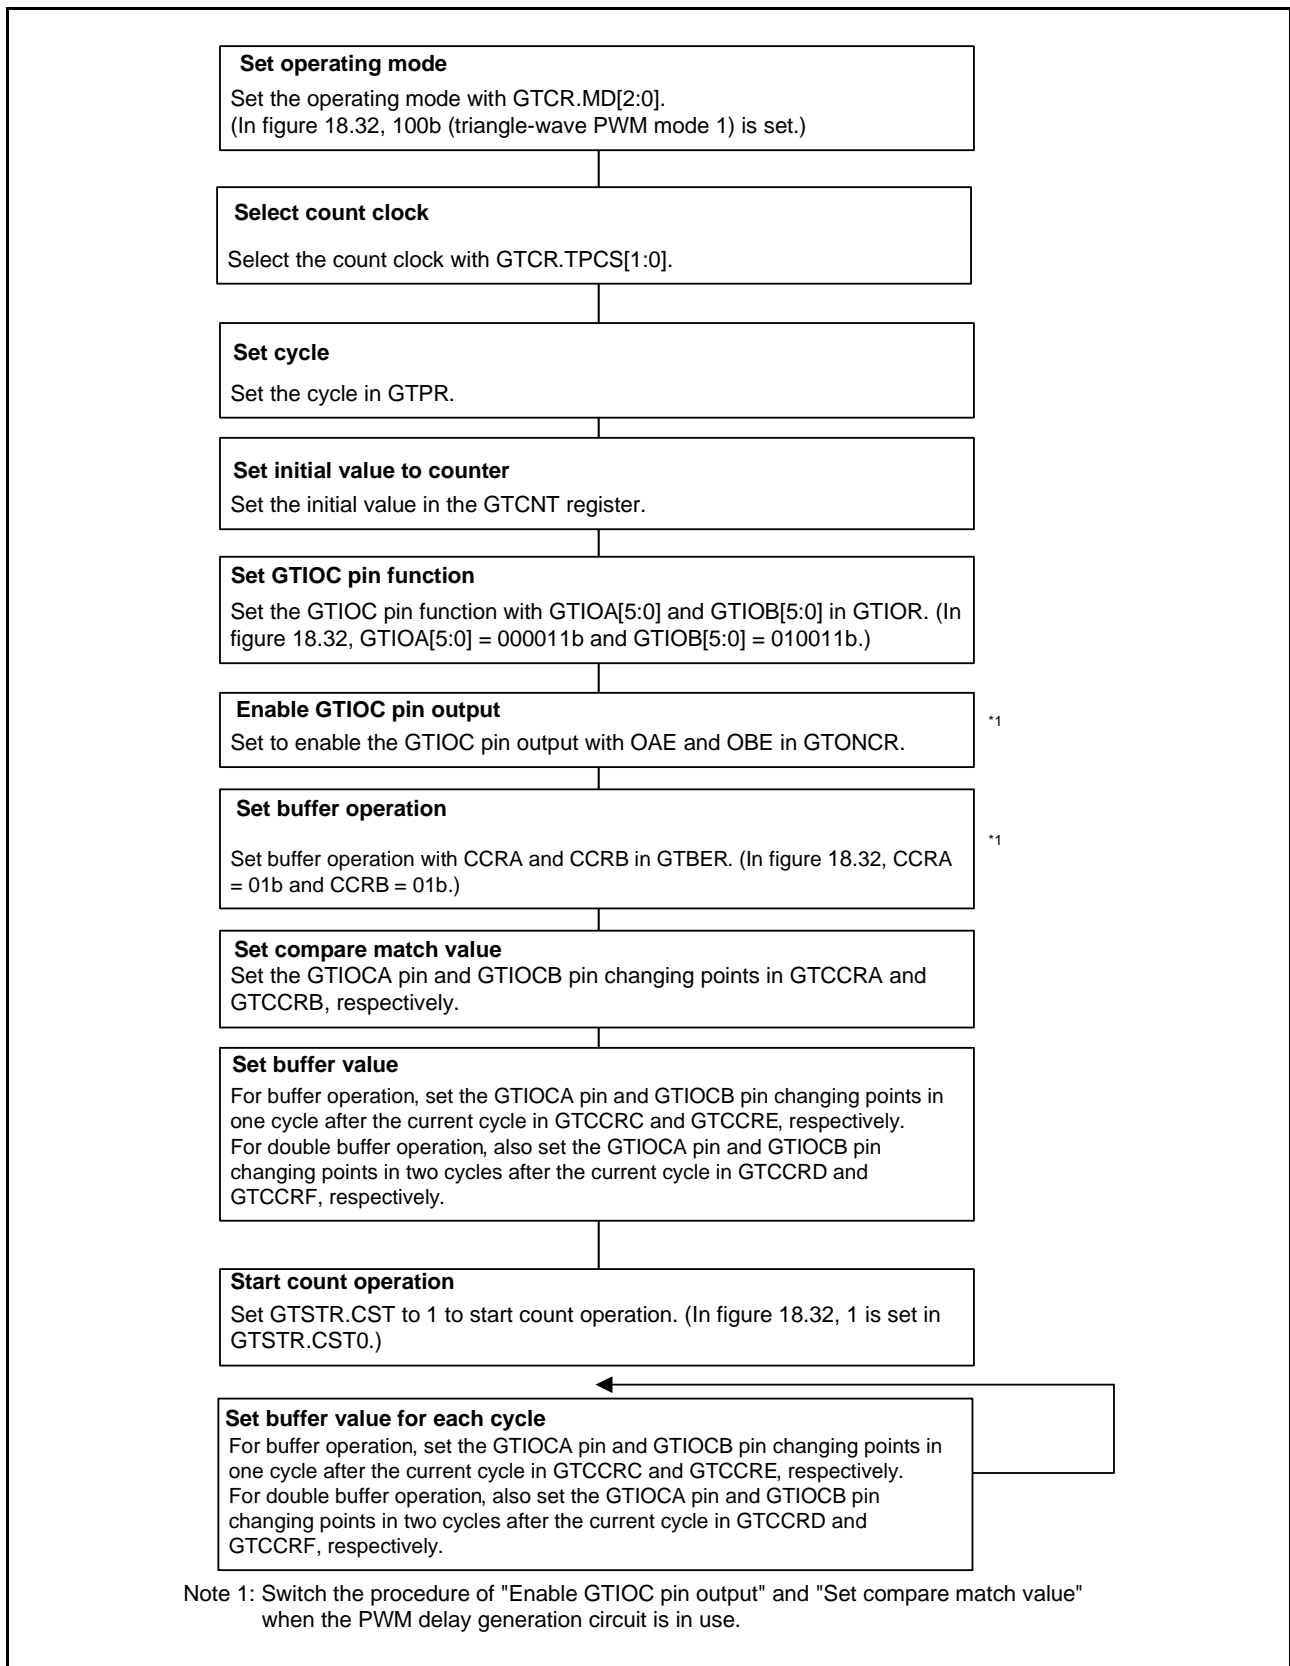 Set operating mode
Set the operating mode with GTCR.MD[2:0].
(In figure 18.32, 100b (triangle-wave PWM mode 1) is set.)
Select count clock
Select the count clock with GTCR.TPCS[1:0].
Set cycle
Set the cycle in GTPR.
Set initial value to counter
Set the initial value in the GTCNT register.
Set GTIOC pin function
Set the GTIOC pin function with GTIOA[5:0] and GTIOB[5:0] in GTIOR. (In
figure 18.32, GTIOA[5:0] = 000011b and GTIOB[5:0] = 010011b.)
Enable GTIOC pin output
*1
Set to enable the GTIOC pin output with OAE and OBE in GTONCR.
Set buffer operation
*1
Set buffer operation with CCRA and CCRB in GTBER. (In figure 18.32, CCRA
= 01b and CCRB = 01b.)
Set compare match value
Set the GTIOCA pin and GTIOCB pin changing points in GTCCRA and
GTCCRB, respectively.
Set buffer value
For buffer operation, set the GTIOCA pin and GTIOCB pin changing points in
one cycle after the current cycle in GTCCRC and GTCCRE, respectively.
For double buffer operation, also set the GTIOCA pin and GTIOCB pin
changing points in two cycles after the current cycle in GTCCRD and
GTCCRF, respectively.
Start count operation
Set GTSTR.CST to 1 to start count operation. (In figure 18.32, 1 is set in
GTSTR.CST0.)
Set buffer value for each cycle
For buffer operation, set the GTIOCA pin and GTIOCB pin changing points in
one cycle after the current cycle in GTCCRC and GTCCRE, respectively.
For double buffer operation, also set the GTIOCA pin and GTIOCB pin
changing points in two cycles after the current cycle in GTCCRD and
GTCCRF, respectively.
Note 1: Switch the procedure of "Enable GTIOC pin output" and "Set compare match value"
when the PWM delay generation circuit is in use.